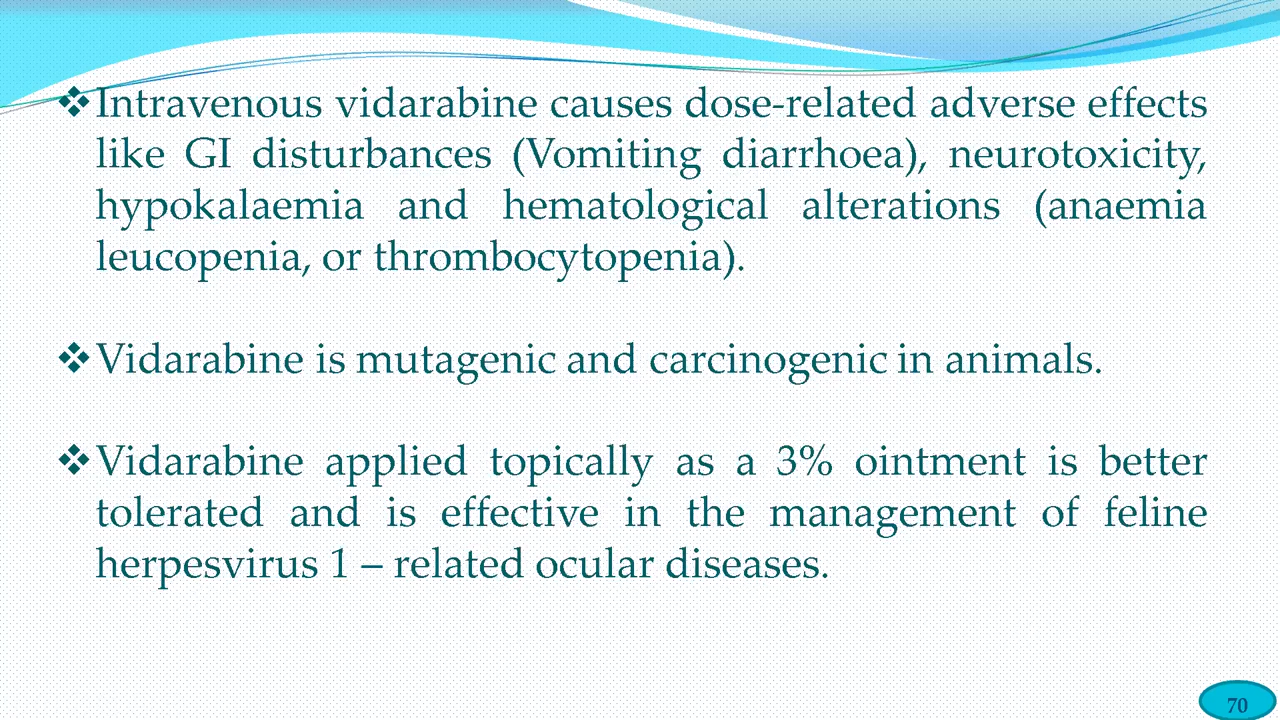 ❖Intravenous vidarabine causes dose-related adverse effects
like GI disturbances (Vomiting diarrhoea), neurotoxicity,
hypokalaemia and hematological alterations (anaemia
leucopenia, or thrombocytopenia).
❖Vidarabine is mutagenic and carcinogenic in animals.
❖Vidarabine applied topically as a 3% ointment is better
tolerated and is effective in the management of feline
herpesvirus 1 – related ocular diseases.
70